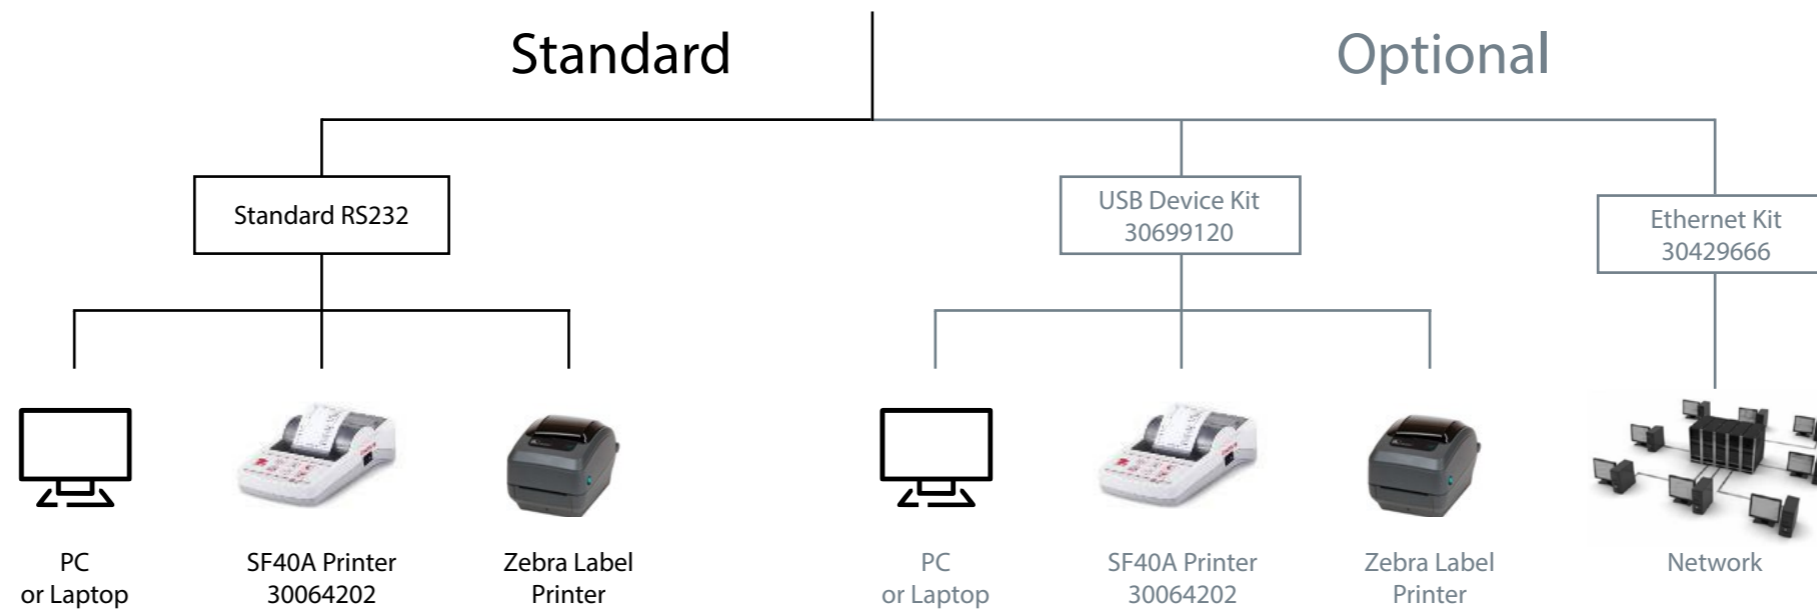 Standard
Optional
Standard RS232
USB Device Kit
30699120
Ethernet Kit
30429666
PC
or Laptop
SF40A Printer
30064202
Zebra Label
Printer
PC
or Laptop
SF40A Printer
30064202
Zebra Label
Printer
Network